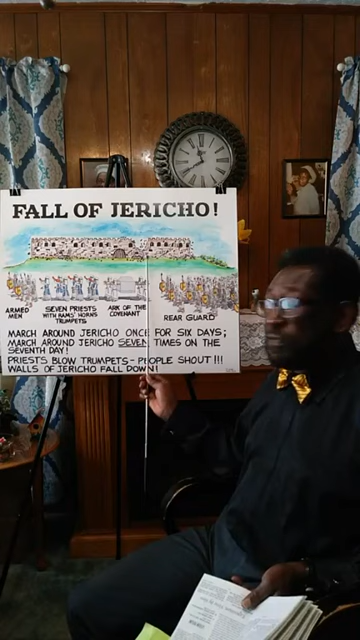 FALL OF JERICHO!
ARMED MEN
SEVEN PRIESTS WITH RAMS' HORNS TRUMPETS
ARK OF THE COVENANT
REAR GUARD
MARCH AROUND JERICHO ONCE FOR SIX DAYS;
MARCH AROUND JERICHO SEVEN TIMES ON THE
SEVENTH DAY!
PRIESTS BLOW TRUMPETS - PEOPLE SHOUT!!!
WALLS OF JERICHO FALL DOWN!